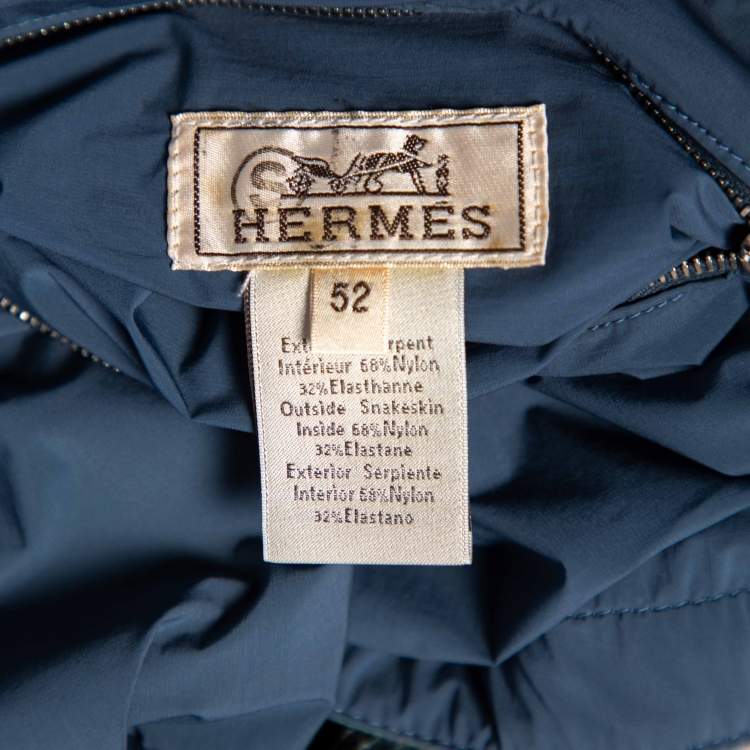 S
HERMÈS
52
Intérieur 68%Nylon
32%Elasthanne
Outside Snakeskin
Inside 68%Nylon
32%Elastane
Exterior Serpiente
Interior 68%Nylon
32%Elastano